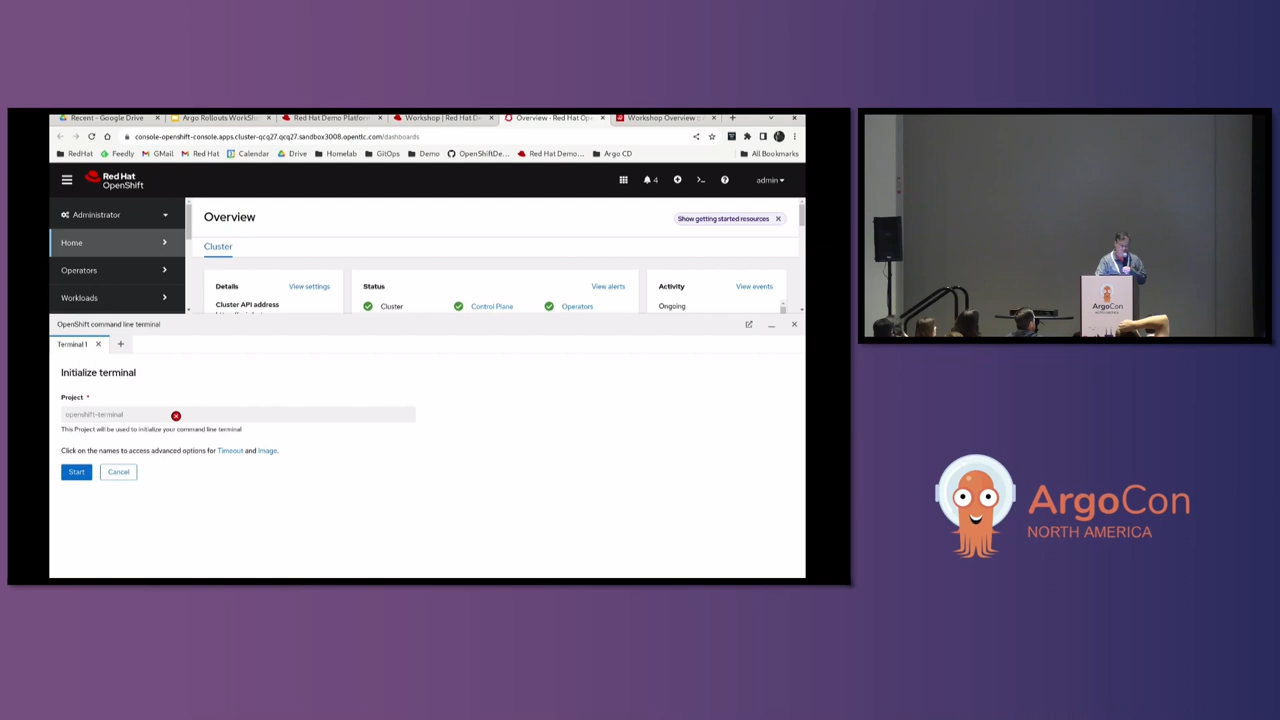 Recent - Google Drive
Argo Rollouts WorkSh
Red Hat Demo Platform
Workshop | Red Hat D
Overview · Red Hat Op
Workshop Overview ::
console-openshift-console.apps.cluster-qcq27.qcq27.sandbox3008.opentlc.com/dashboards
RedHat
Feedly
GMail
Red Hat
Calendar
Drive
Homelab
GitOps
Demo
OpenShiftDe...
Red Hat Demo...
Argo CD
All Bookmarks
Red Hat
OpenShift
4
admin
Administrator
Home
Operators
Workloads
Overview
Show getting started resources
Cluster
Details
View settings
Cluster API address
Status
View alerts
Cluster
Control Plane
Operators
Activity
View events
Ongoing
OpenShift command line terminal
Terminal 1
Initialize terminal
Project *
openshift-terminal
This Project will be used to initialize your command line terminal
Click on the names to access advanced options for Timeout and Image.
Start
Cancel
ArgoCon
NORTH AMERICA
ArgoCon
NORTH AMERICA